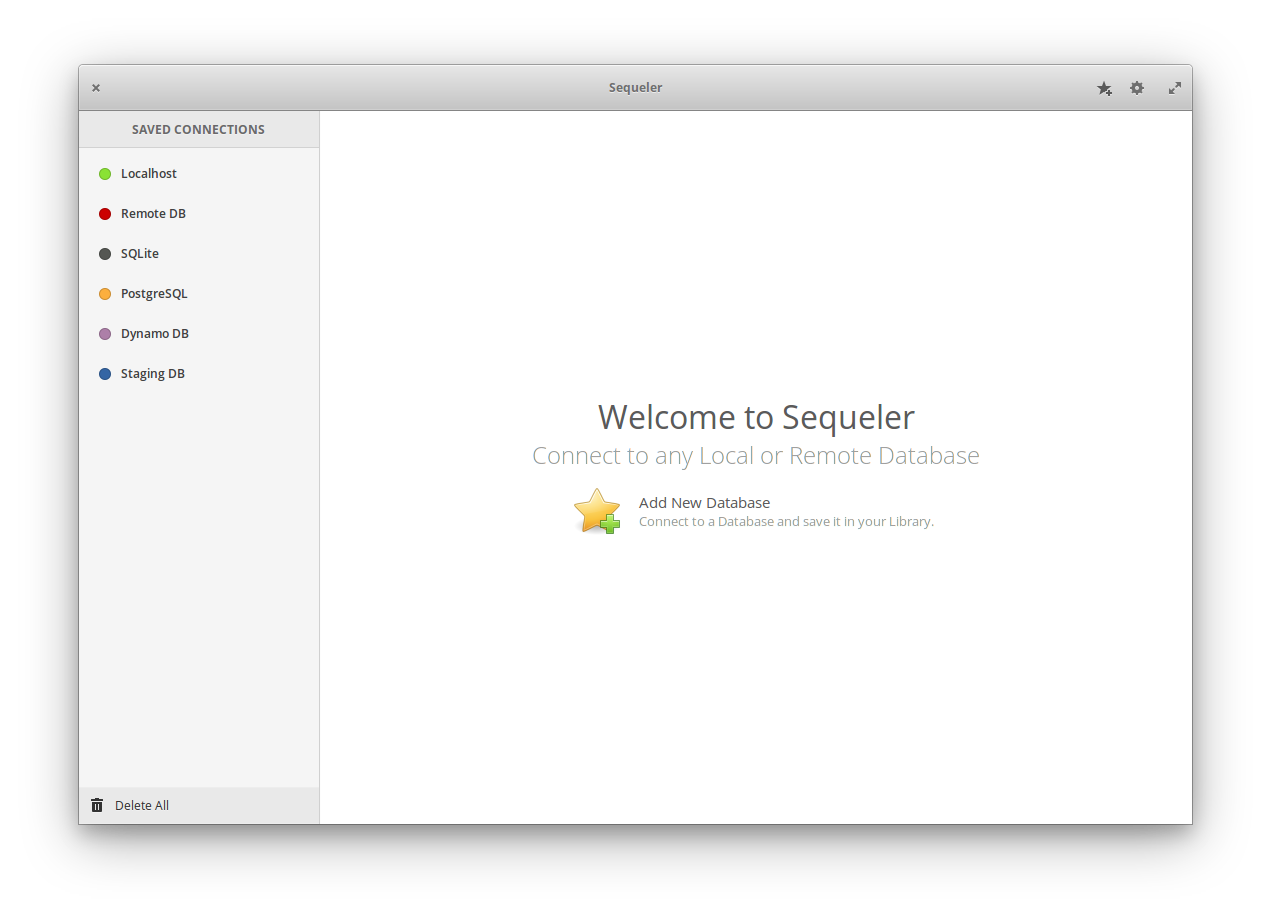 Sequeler
SAVED CONNECTIONS
Localhost
Remote DB
SQLite
PostgreSQL
Dynamo DB
Staging DB
Delete All
Welcome to Sequeler
Connect to any Local or Remote Database
Add New Database
Connect to a Database and save it in your Library.